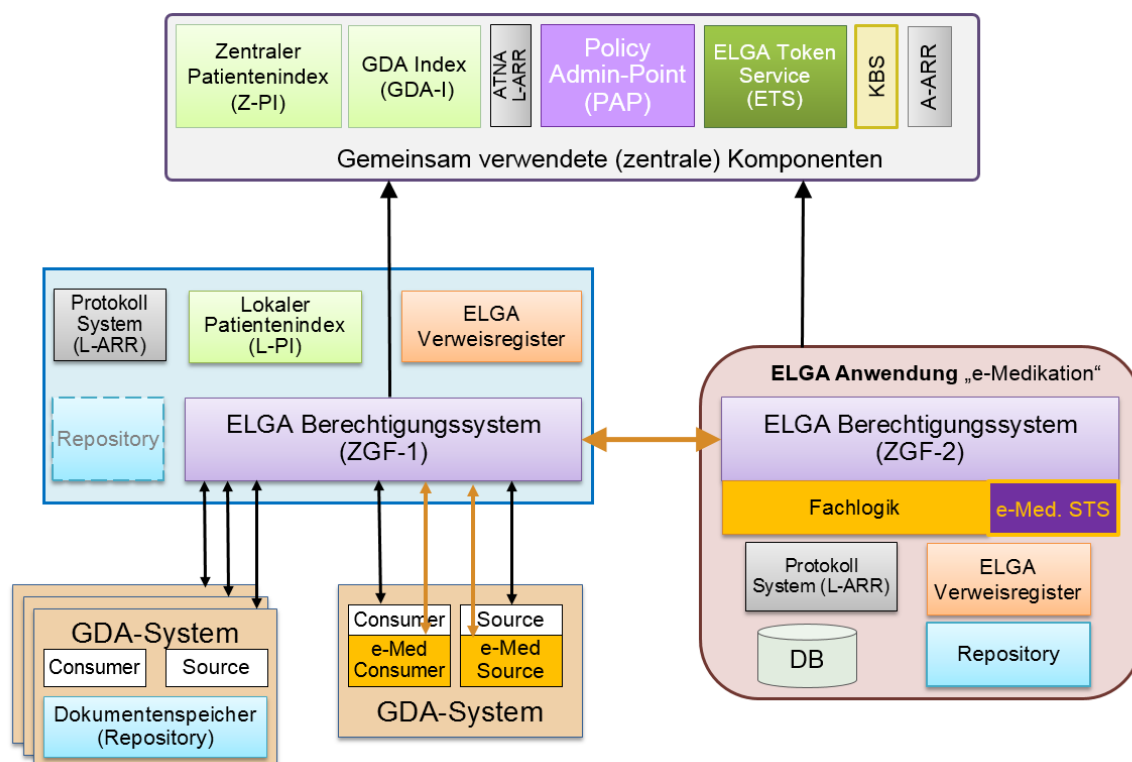 Zentraler
Patientenindex
(Z-PI)
GDA Index
(GDA-I)
ATNA
L-ARR
Policy
Admin-Point
(PAP)
ELGA Token
Service
(ETS)
KBS
A-ARR
Gemeinsam verwendete (zentrale) Komponenten
Protokoll
System
(L-ARR)
Lokaler
Patientenindex
(L-PI)
ELGA
Verweisregister
Repository
ELGA Berechtigungssystem
(ZGF-1)
ELGA Anwendung „e-Medikation“
ELGA Berechtigungssystem
(ZGF-2)
Fachlogik
e-Med. STS
Protokoll
System (L-ARR)
ELGA
Verweisregister
DB
Repository
GDA-System
Consumer
Source
Dokumentenspeicher
(Repository)
Consumer
e-Med
Consumer
Source
e-Med
Source
GDA-System